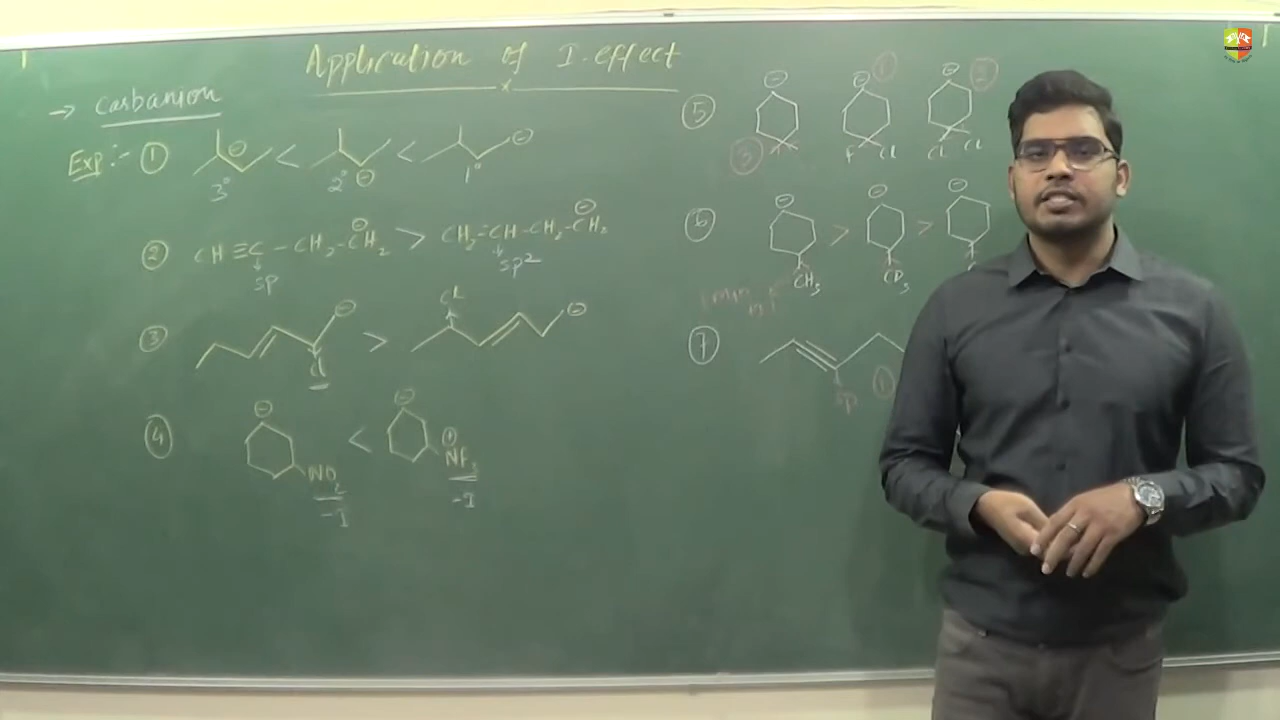 Application of I-effect
→ Carbanion
Exp:- ① ⊖ < ⊖ < ⊖
3° 2° 1°
② CH≡C-CH₂-CH₂⊖ > CH₂=CH-CH₂-CH₂⊖
sp sp²
③ ⊖ > ⊖
Cl Cl
④ ⊖ < ⊖
NO₂ ⊕NF₃
-I -I
⑤ ⊖ ⊖ ① ⊖ ②
③ F Cl Cl Cl
⑥ ⊖ > ⊖ > ⊖
CH₃ CD₃
⑦
sp ①